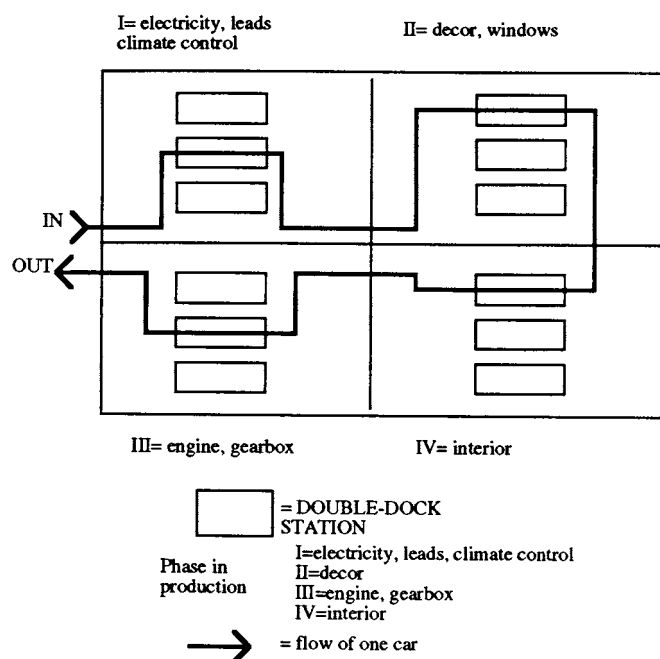 I= electricity, leads
climate control
II= decor, windows
IN
OUT
III= engine, gearbox
IV= interior
= DOUBLE-DOCK
STATION
Phase in
production
I=electricity, leads, climate control
II=decor
III=engine, gearbox
IV=interior
= flow of one car